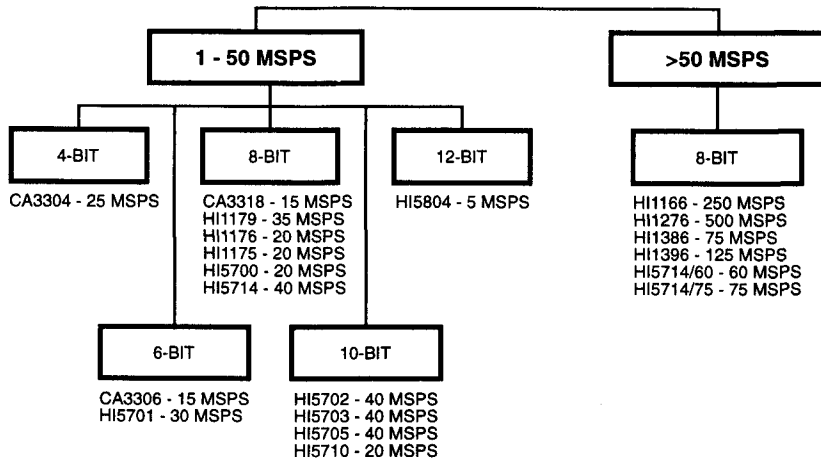 1 - 50 MSPS
>50 MSPS
4-BIT
CA3304 - 25 MSPS
8-BIT
CA3318 - 15 MSPS
HI1179 - 35 MSPS
HI1176 - 20 MSPS
HI1175 - 20 MSPS
HI5700 - 20 MSPS
HI5714 - 40 MSPS
12-BIT
HI5804 - 5 MSPS
8-BIT
HI1166 - 250 MSPS
HI1276 - 500 MSPS
HI1386 - 75 MSPS
HI1396 - 125 MSPS
HI5714/60 - 60 MSPS
HI5714/75 - 75 MSPS
6-BIT
CA3306 - 15 MSPS
HI5701 - 30 MSPS
10-BIT
HI5702 - 40 MSPS
HI5703 - 40 MSPS
HI5705 - 40 MSPS
HI5710 - 20 MSPS